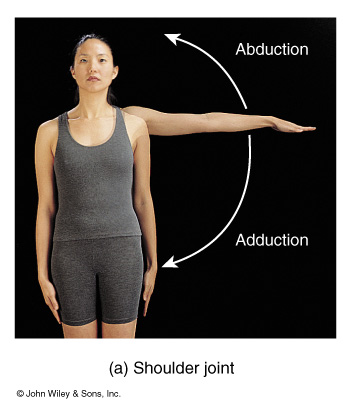 Abduction
Adduction
(a) Shoulder joint
© John Wiley & Sons, Inc.